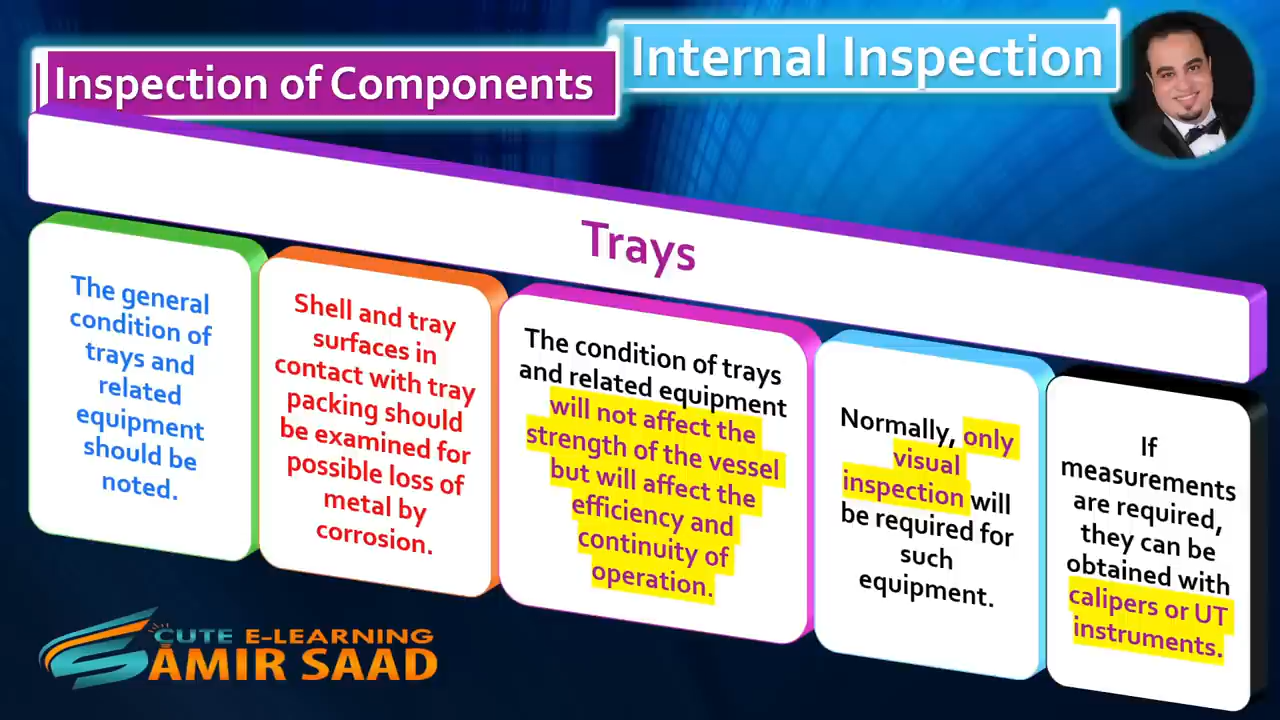 Inspection of Components
Internal Inspection
Trays
The general
condition of
trays and
related
equipment
should be
noted.
Shell and tray
surfaces in
contact with tray
packing should
be examined for
possible loss of
metal by
corrosion.
The condition of trays
and related equipment
will not affect the
strength of the vessel
but will affect the
efficiency and
continuity of
operation.
Normally, only
visual
inspection will
be required for
such
equipment.
If
measurements
are required,
they can be
obtained with
calipers or UT
instruments.
CUTE E-LEARNING
SAMIR SAAD